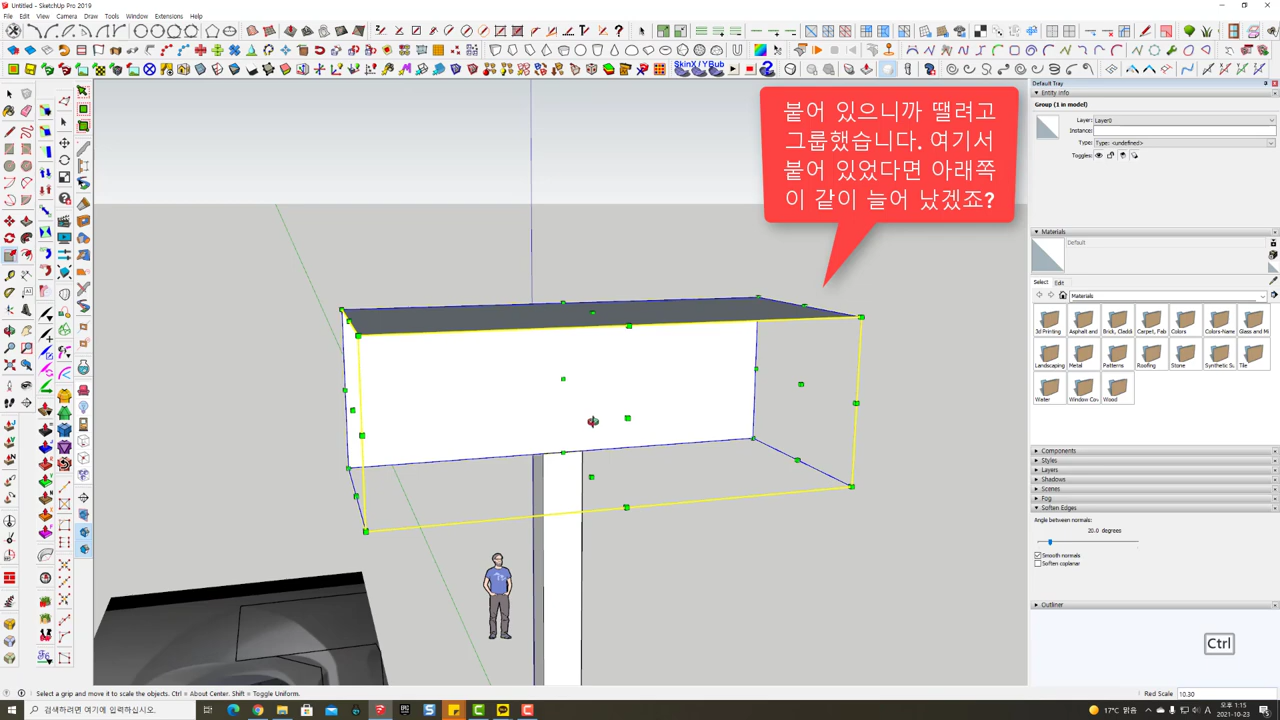 Untitled - SketchUp Pro 2019
File Edit View Camera Draw Tools Window Extensions Help
SkinX / YBub
붙어 있으니까 땔려고
그룹했습니다. 여기서
붙어 있었다면 아래쪽
이 같이 늘어 났겠죠?
Default Tray
Entity Info
Group (1 in model)
Layer: Layer0
Instance:
Type: Type: <undefined>
Toggles:
Materials
Default
Select Edit
Materials
3d Printing Asphalt and Brick, Claddi Carpet, Fab Colors Colors-Name Glass and Mi
Landscaping Metal Patterns Roofing Stone Synthetic Su Tile
Water Window Cov Wood
Components
Styles
Layers
Shadows
Scenes
Fog
Soften Edges
Angle between normals:
20.0 degrees
Smooth normals
Soften coplanar
Outliner
Ctrl
Select a grip and move it to scale the objects. Ctrl = About Center. Shift = Toggle Uniform.
Red Scale 10.30
검색하려면 여기에 입력하십시오.
17°C 맑음
A
오후 1:15
2021-10-23